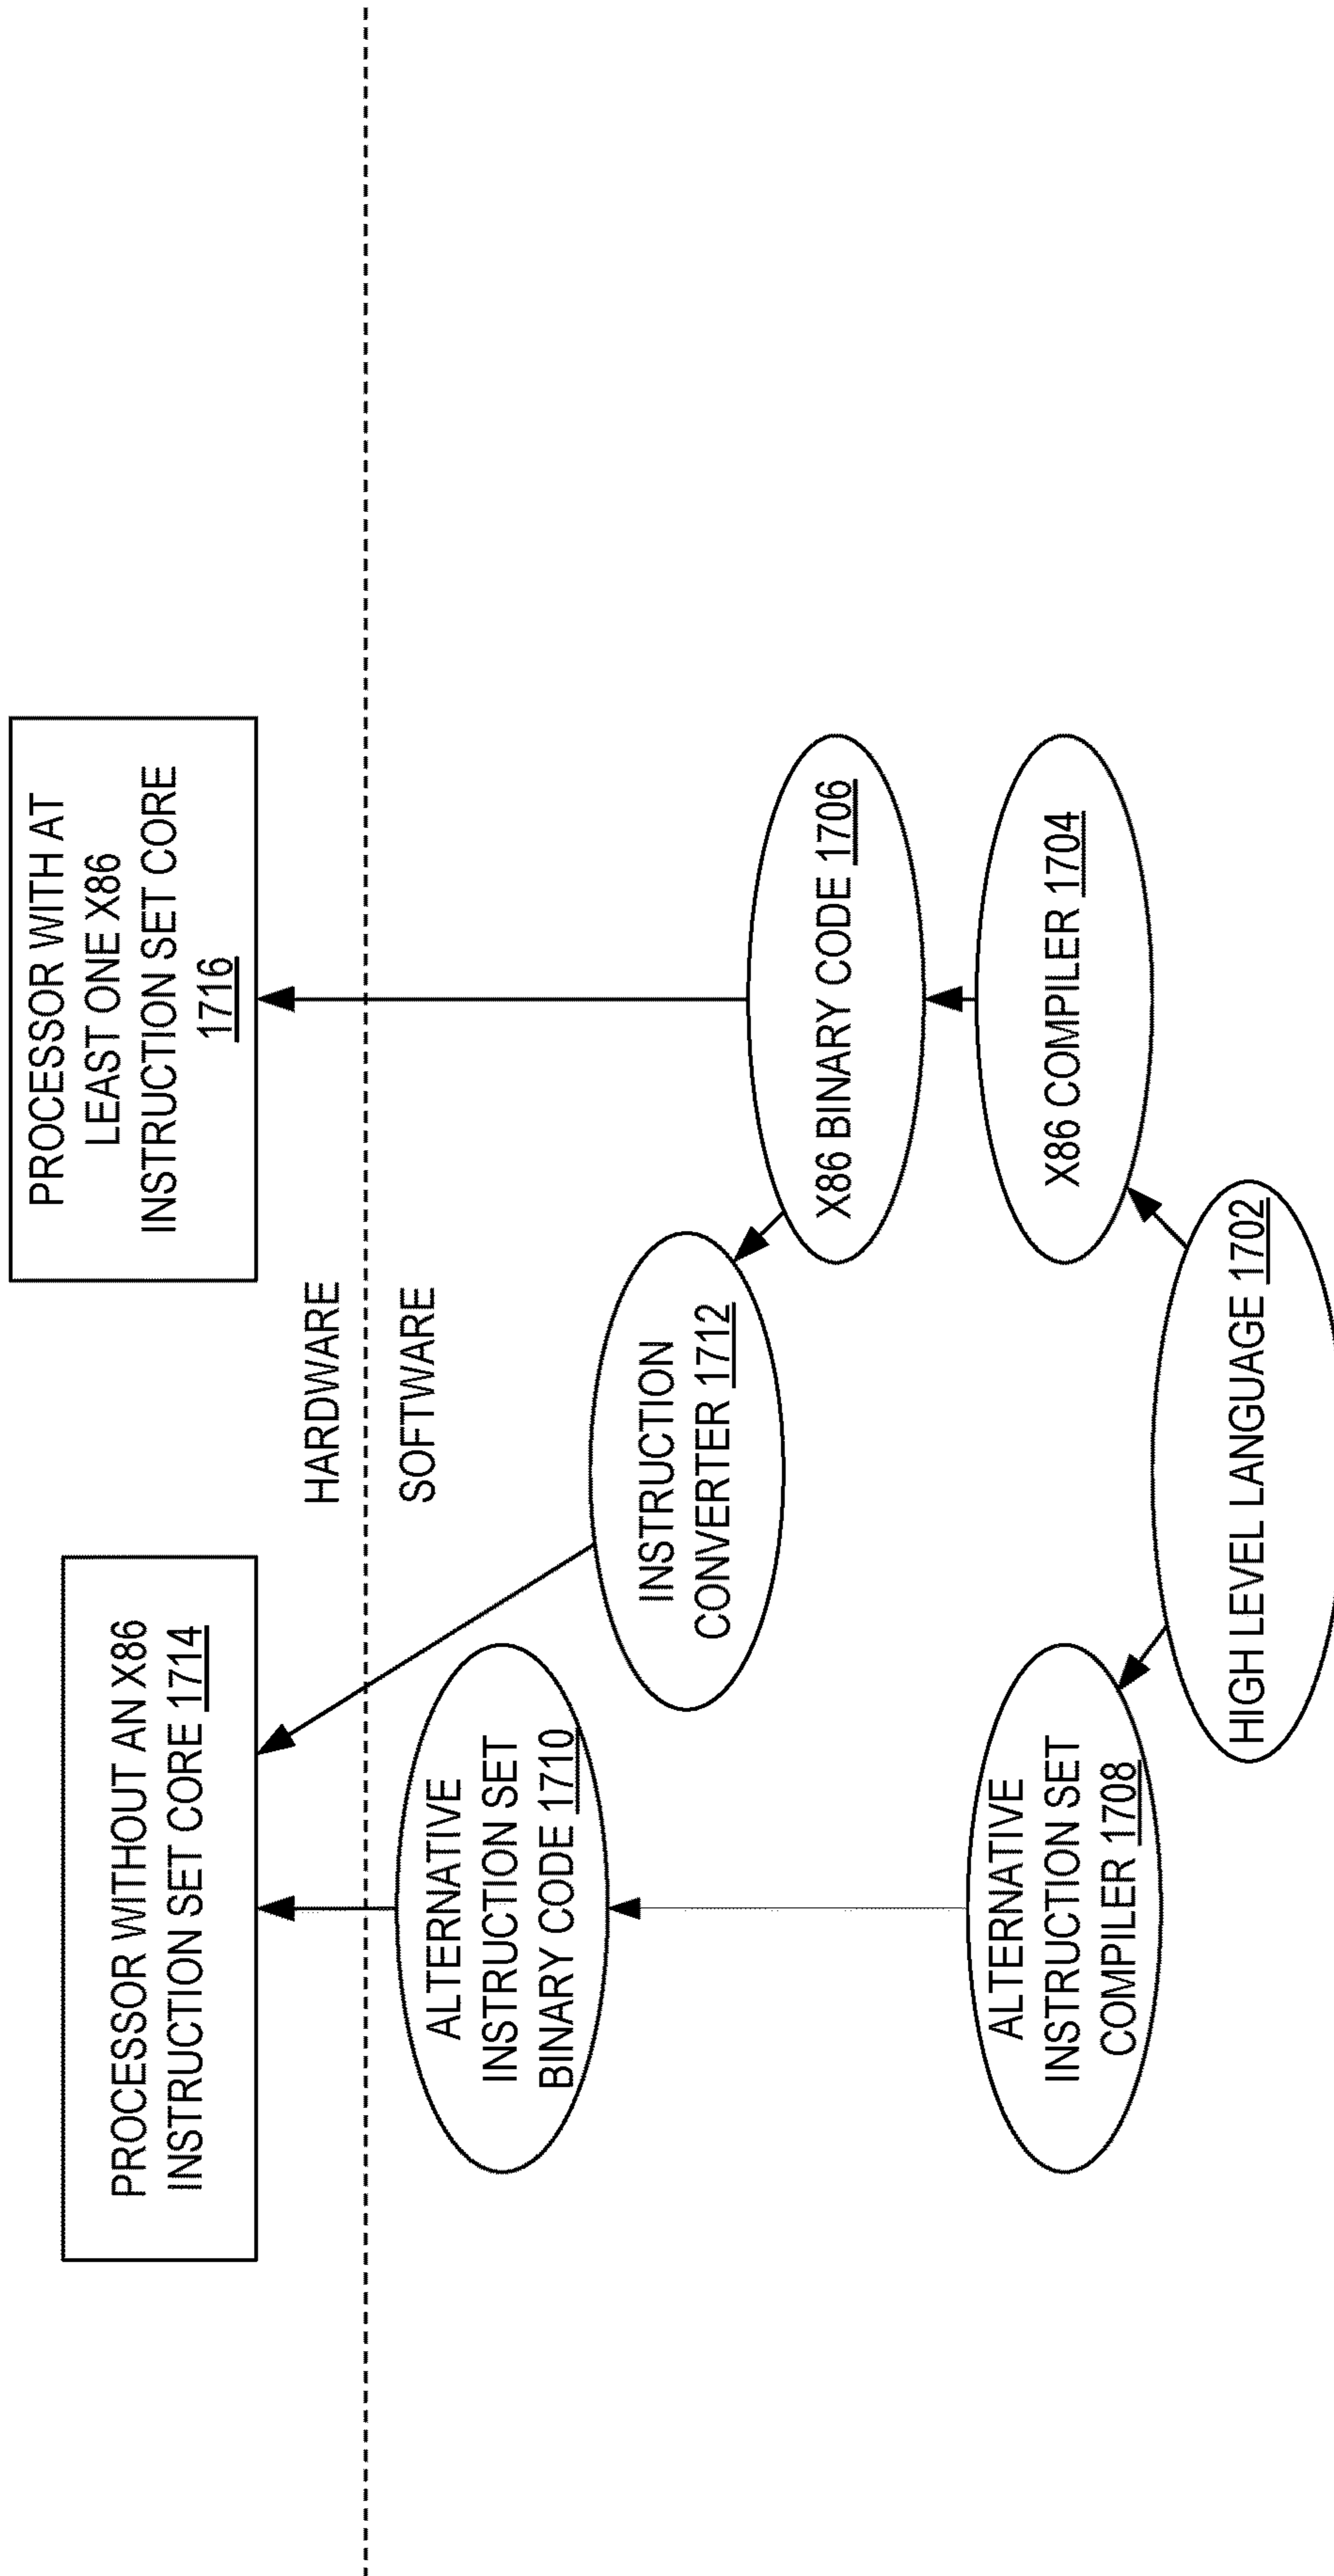 PROCESSOR WITHOUT AN X86
INSTRUCTION SET CORE 1714
PROCESSOR WITH AT
LEAST ONE X86
INSTRUCTION SET CORE
1716
HARDWARE
SOFTWARE
ALTERNATIVE
INSTRUCTION SET
BINARY CODE 1710
INSTRUCTION
CONVERTER 1712
X86 BINARY CODE 1706
ALTERNATIVE
INSTRUCTION SET
COMPILER 1708
X86 COMPILER 1704
HIGH LEVEL LANGUAGE 1702